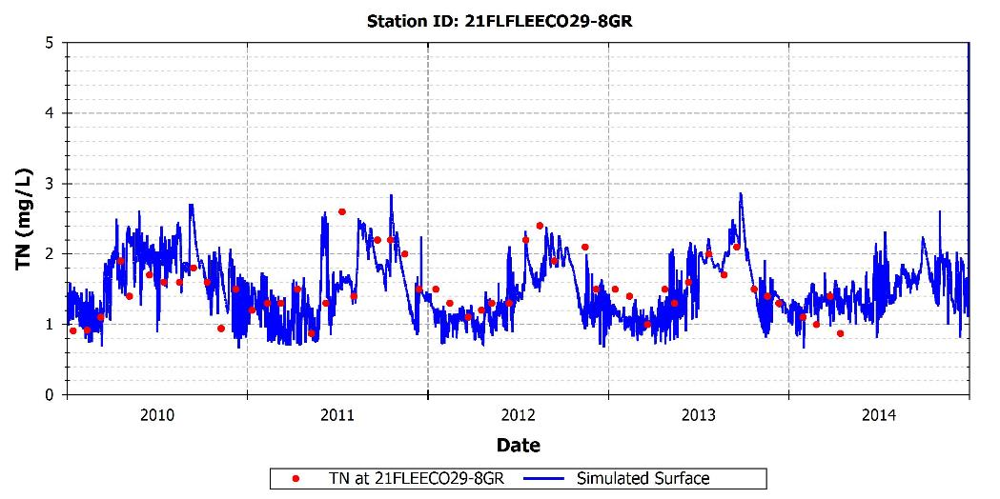 Station ID: 21FLFLEECO29-8GR
5
4
3
2
1
0
TN (mg/L)
2010 2011 2012 2013 2014
Date
TN at 21FLEECO29-8GR Simulated Surface